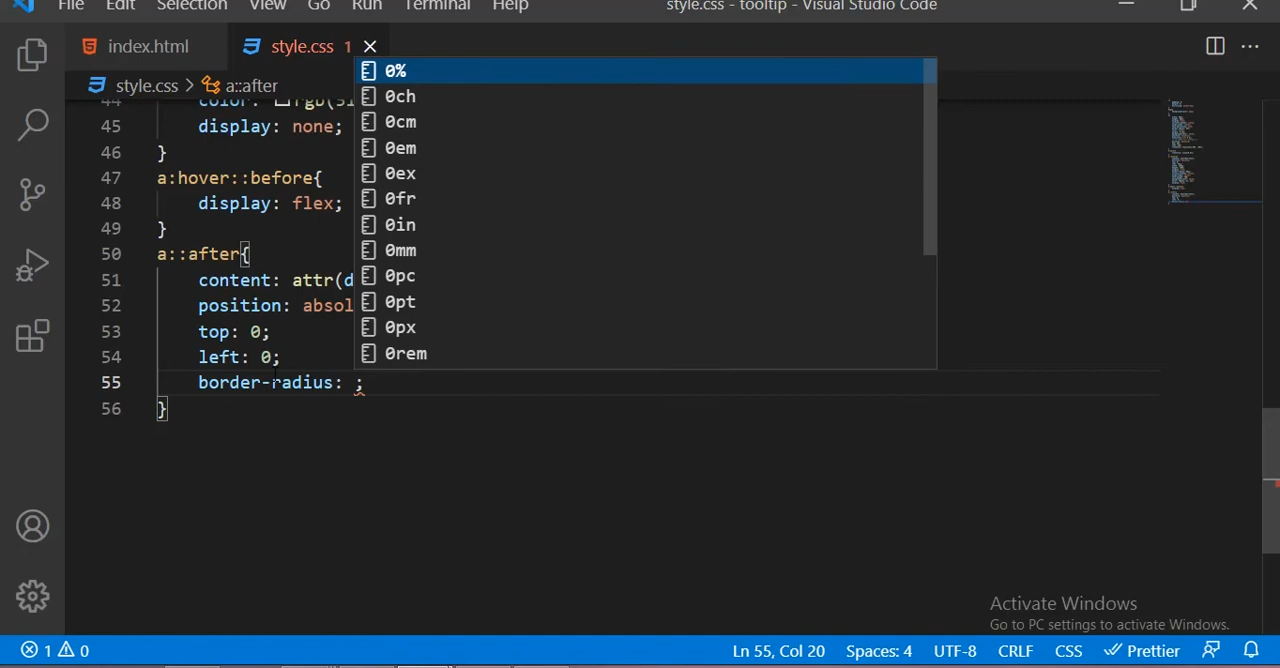 File Edit Selection View Go Run Terminal Help style.css - tooltip - Visual Studio Code
index.html style.css 1
style.css > a::after
44 color: rgb(51
45 display: none;
46 }
47 a:hover::before{
48 display: flex;
49 }
50 a::after{
51 content: attr(d
52 position: absol
53 top: 0;
54 left: 0;
55 border-radius: ;
56 }
0%
0ch
0cm
0em
0ex
0fr
0in
0mm
0pc
0pt
0px
0rem
Activate Windows
Go to PC settings to activate Windows.
1 0 Ln 55, Col 20 Spaces: 4 UTF-8 CRLF CSS Prettier